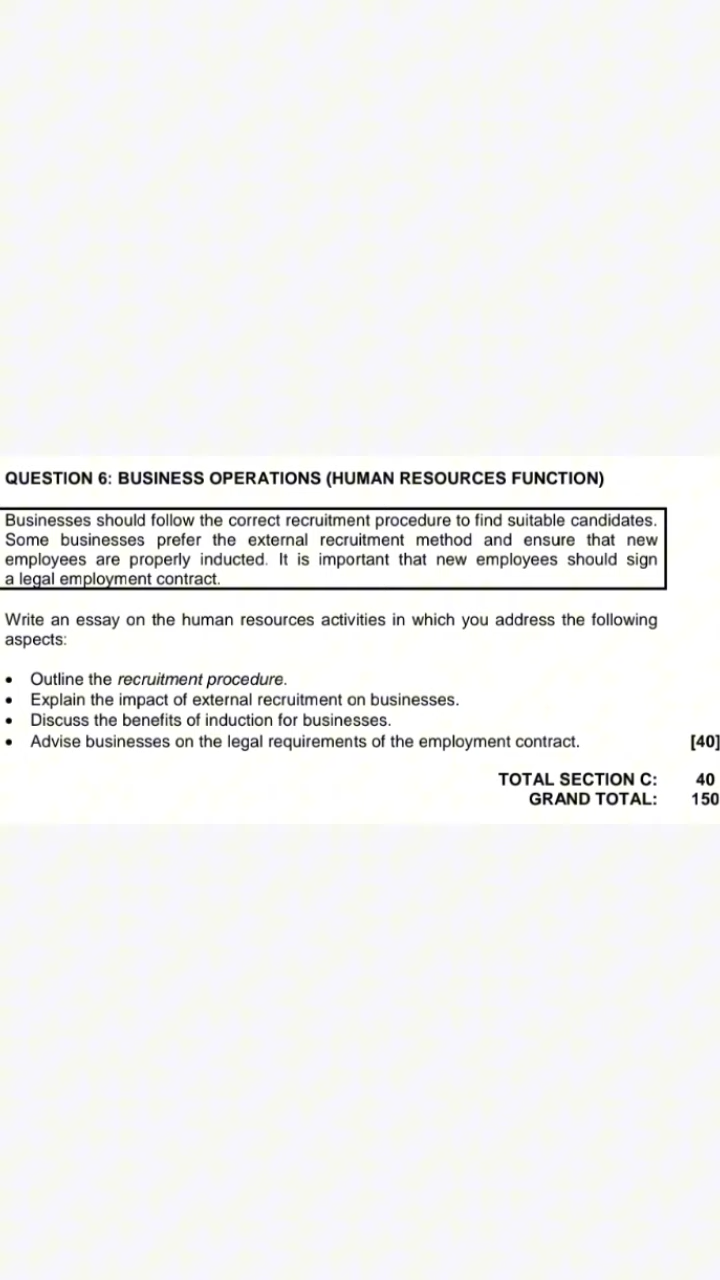 QUESTION 6: BUSINESS OPERATIONS (HUMAN RESOURCES FUNCTION)
Businesses should follow the correct recruitment procedure to find suitable candidates.
Some businesses prefer the external recruitment method and ensure that new
employees are properly inducted. It is important that new employees should sign
a legal employment contract.
Write an essay on the human resources activities in which you address the following
aspects:
• Outline the recruitment procedure.
• Explain the impact of external recruitment on businesses.
• Discuss the benefits of induction for businesses.
• Advise businesses on the legal requirements of the employment contract. [40]
TOTAL SECTION C: 40
GRAND TOTAL: 150